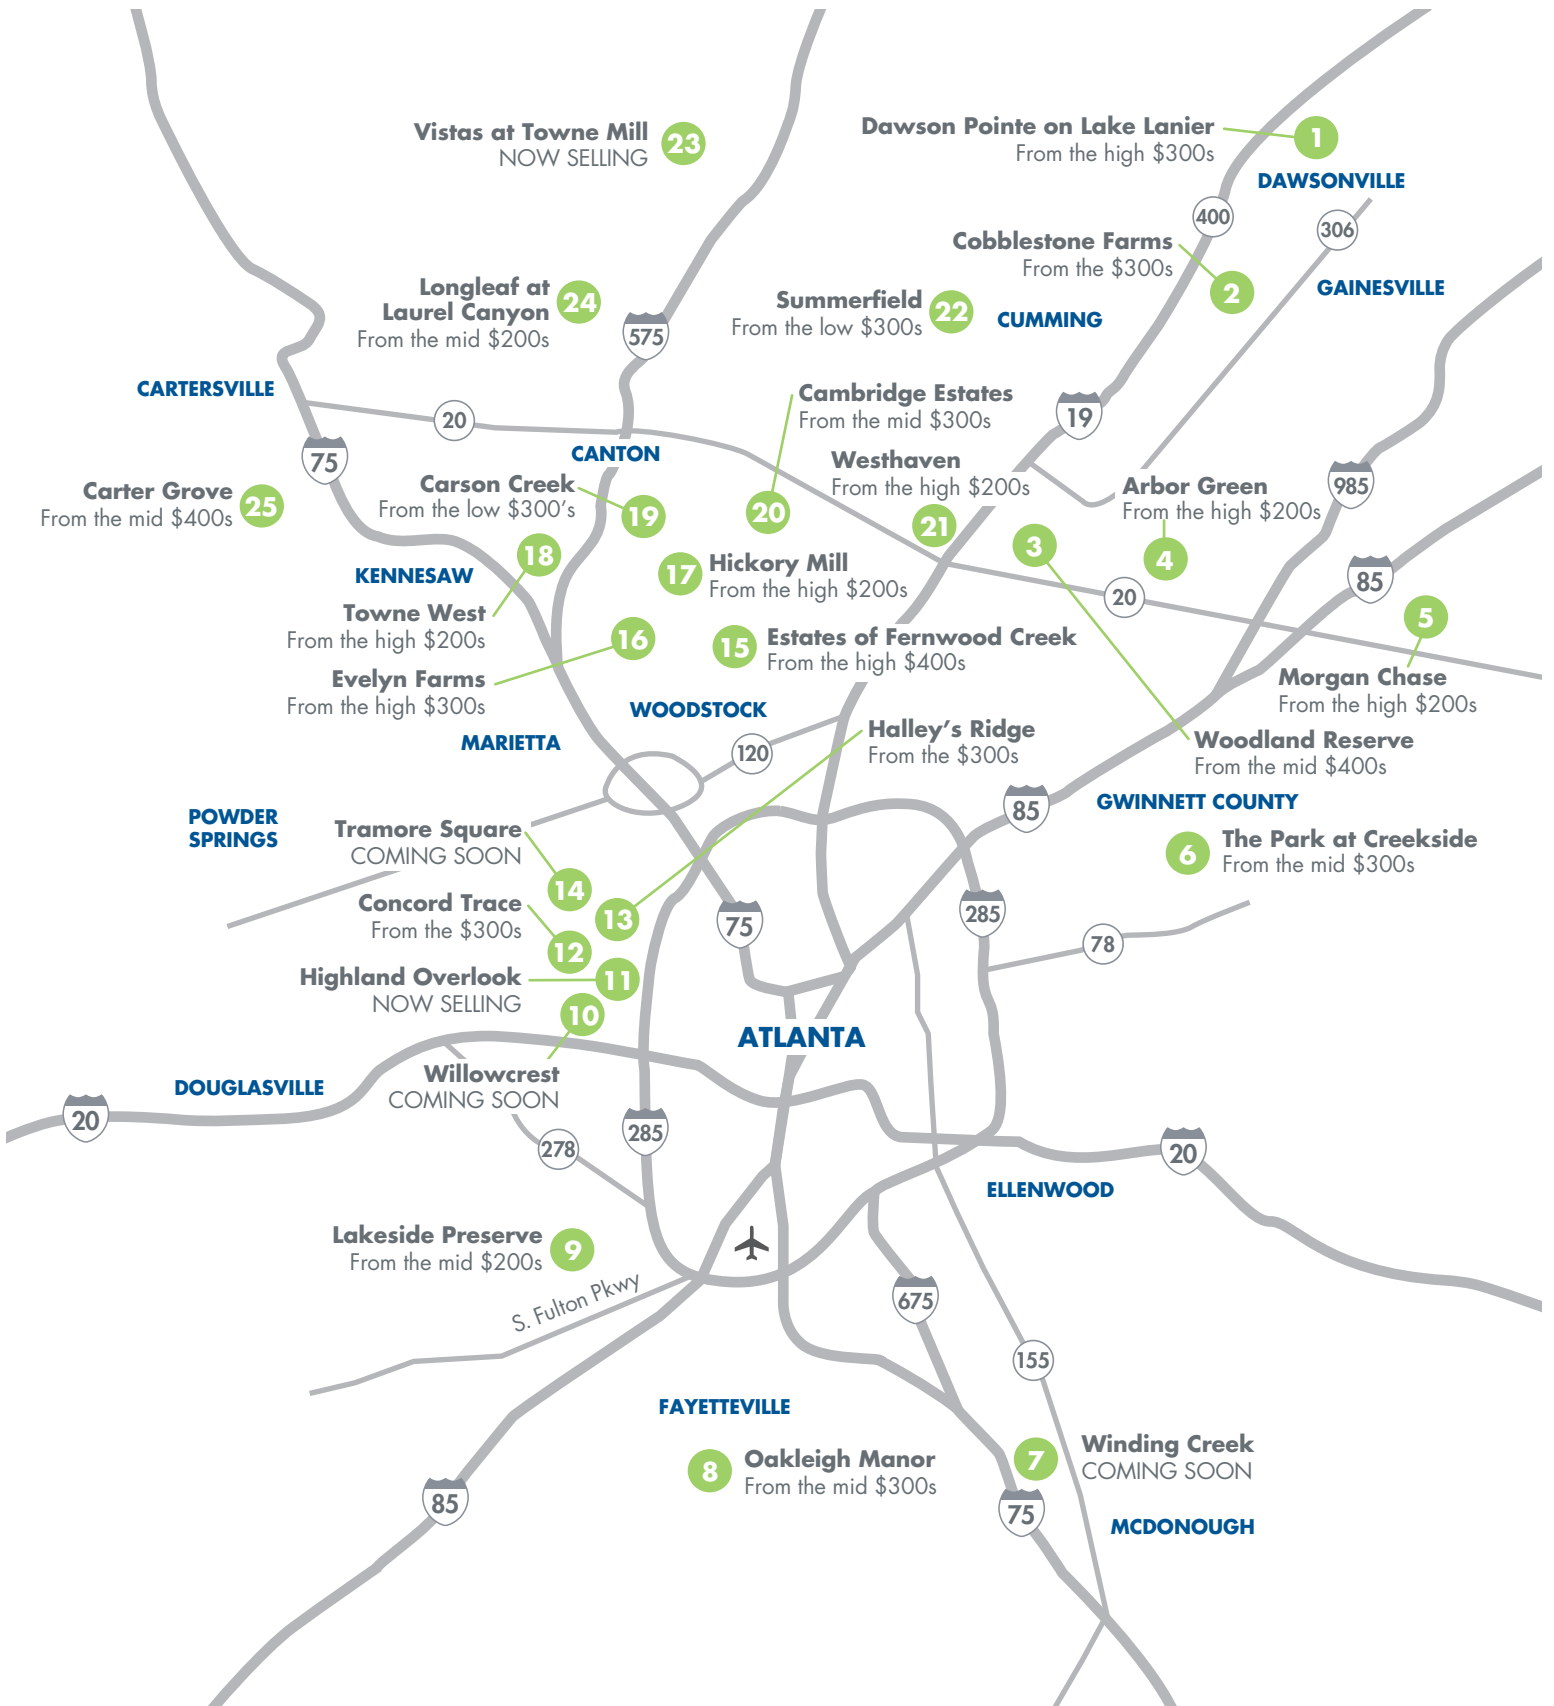 Vistas at Towne Mill
NOW SELLING
23
Dawson Pointe on Lake Lanier
From the high $300s
1
DAWSONVILLE
400
306
Cobblestone Farms
From the $300s
2
GAINESVILLE
Longleaf at
Laurel Canyon
From the mid $200s
24
575
Summerfield
From the low $300s
22
CUMMING
CARTERSVILLE
20
Cambridge Estates
From the mid $300s
20
19
75
CANTON
Westhaven
From the high $200s
21
Arbor Green
From the high $200s
4
985
Carter Grove
From the mid $400s
25
Carson Creek
From the low $300's
19
18
3
KENNESAW
17
Hickory Mill
From the high $200s
85
20
5
Towne West
From the high $200s
16
15
Estates of Fernwood Creek
From the high $400s
Evelyn Farms
From the high $300s
Morgan Chase
From the high $200s
WOODSTOCK
MARIETTA
120
Halley's Ridge
From the $300s
Woodland Reserve
From the mid $400s
85
GWINNETT COUNTY
POWDER
SPRINGS
Tramore Square
COMING SOON
14
6
The Park at Creekside
From the mid $300s
Concord Trace
From the $300s
12
13
75
285
78
Highland Overlook
NOW SELLING
11
10
ATLANTA
Willowcrest
COMING SOON
DOUGLASVILLE
20
285
278
20
ELLENWOOD
Lakeside Preserve
From the mid $200s
9
S. Fulton Pkwy
675
155
FAYETTEVILLE
8
Oakleigh Manor
From the mid $300s
7
Winding Creek
COMING SOON
85
75
MCDONOUGH